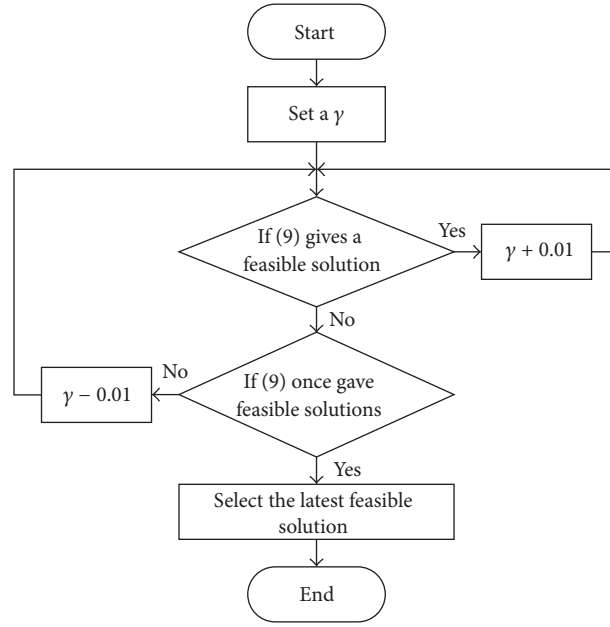 Start
Set a γ
If (9) gives a
feasible solution
Yes
γ + 0.01
No
If (9) once gave
feasible solutions
No
γ − 0.01
Yes
Select the latest feasible
solution
End